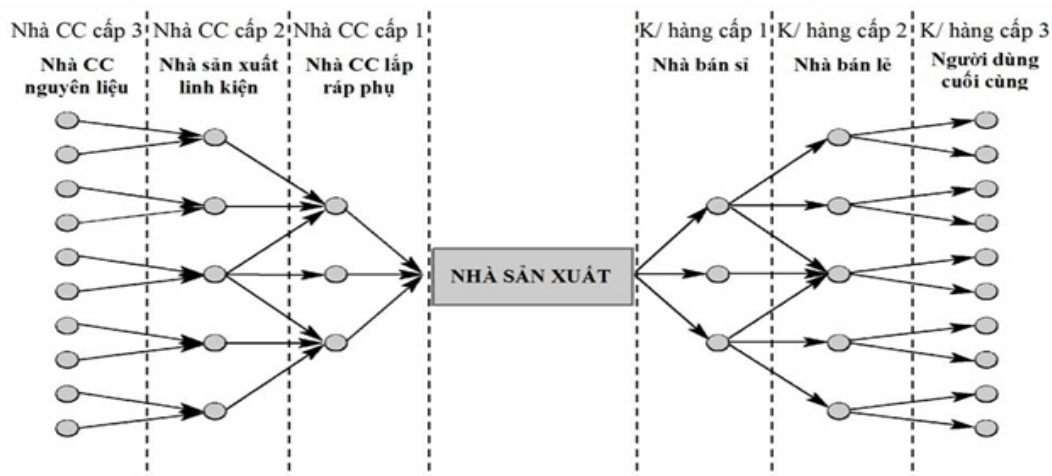 Nhà CC cấp 3
Nhà CC cấp 2
Nhà CC cấp 1
K/ hàng cấp 1
K/ hàng cấp 2
K/ hàng cấp 3
Nhà CC
nguyên liệu
Nhà sản xuất
linh kiện
Nhà CC lắp
ráp phụ
Nhà bán sỉ
Nhà bán lẻ
Người dùng
cuối cùng
NHÀ SẢN XUẤT